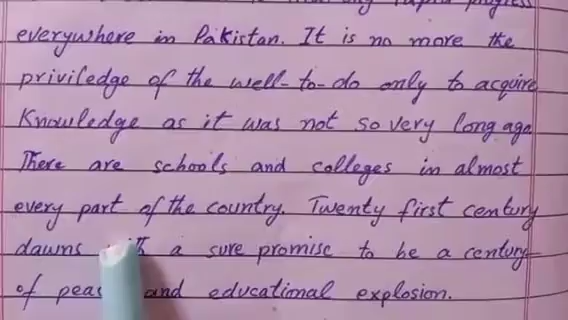 progress
everywhere in Pakistan. It is no more the
priviledge of the well-to-do only to acquire
Knowledge as it was not so very long ago
There are schools and colleges in almost
every part of the country. Twenty first century
dawns a sure promise to be a century
of and educational explosion.